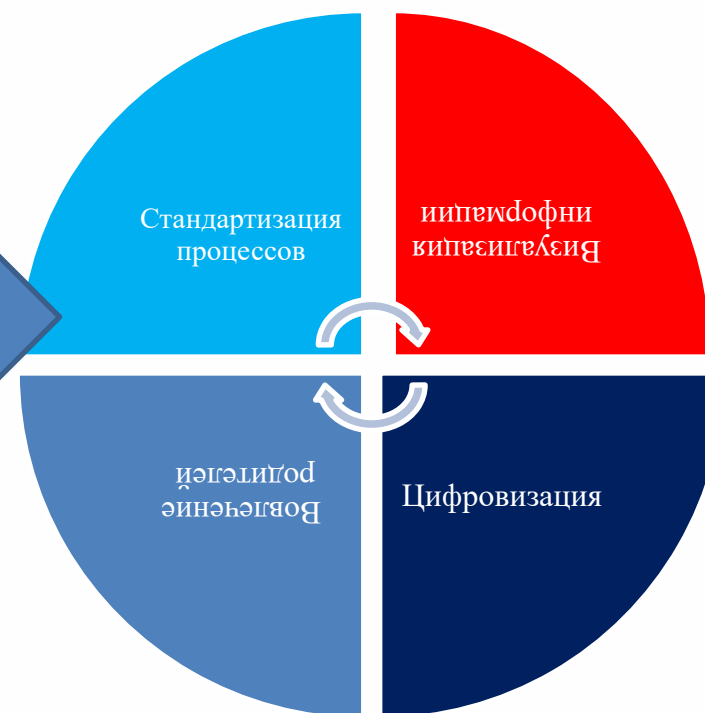 Стандартизация
процессов
Визуализация
информации
Вовлечение
родителей
Цифровизация